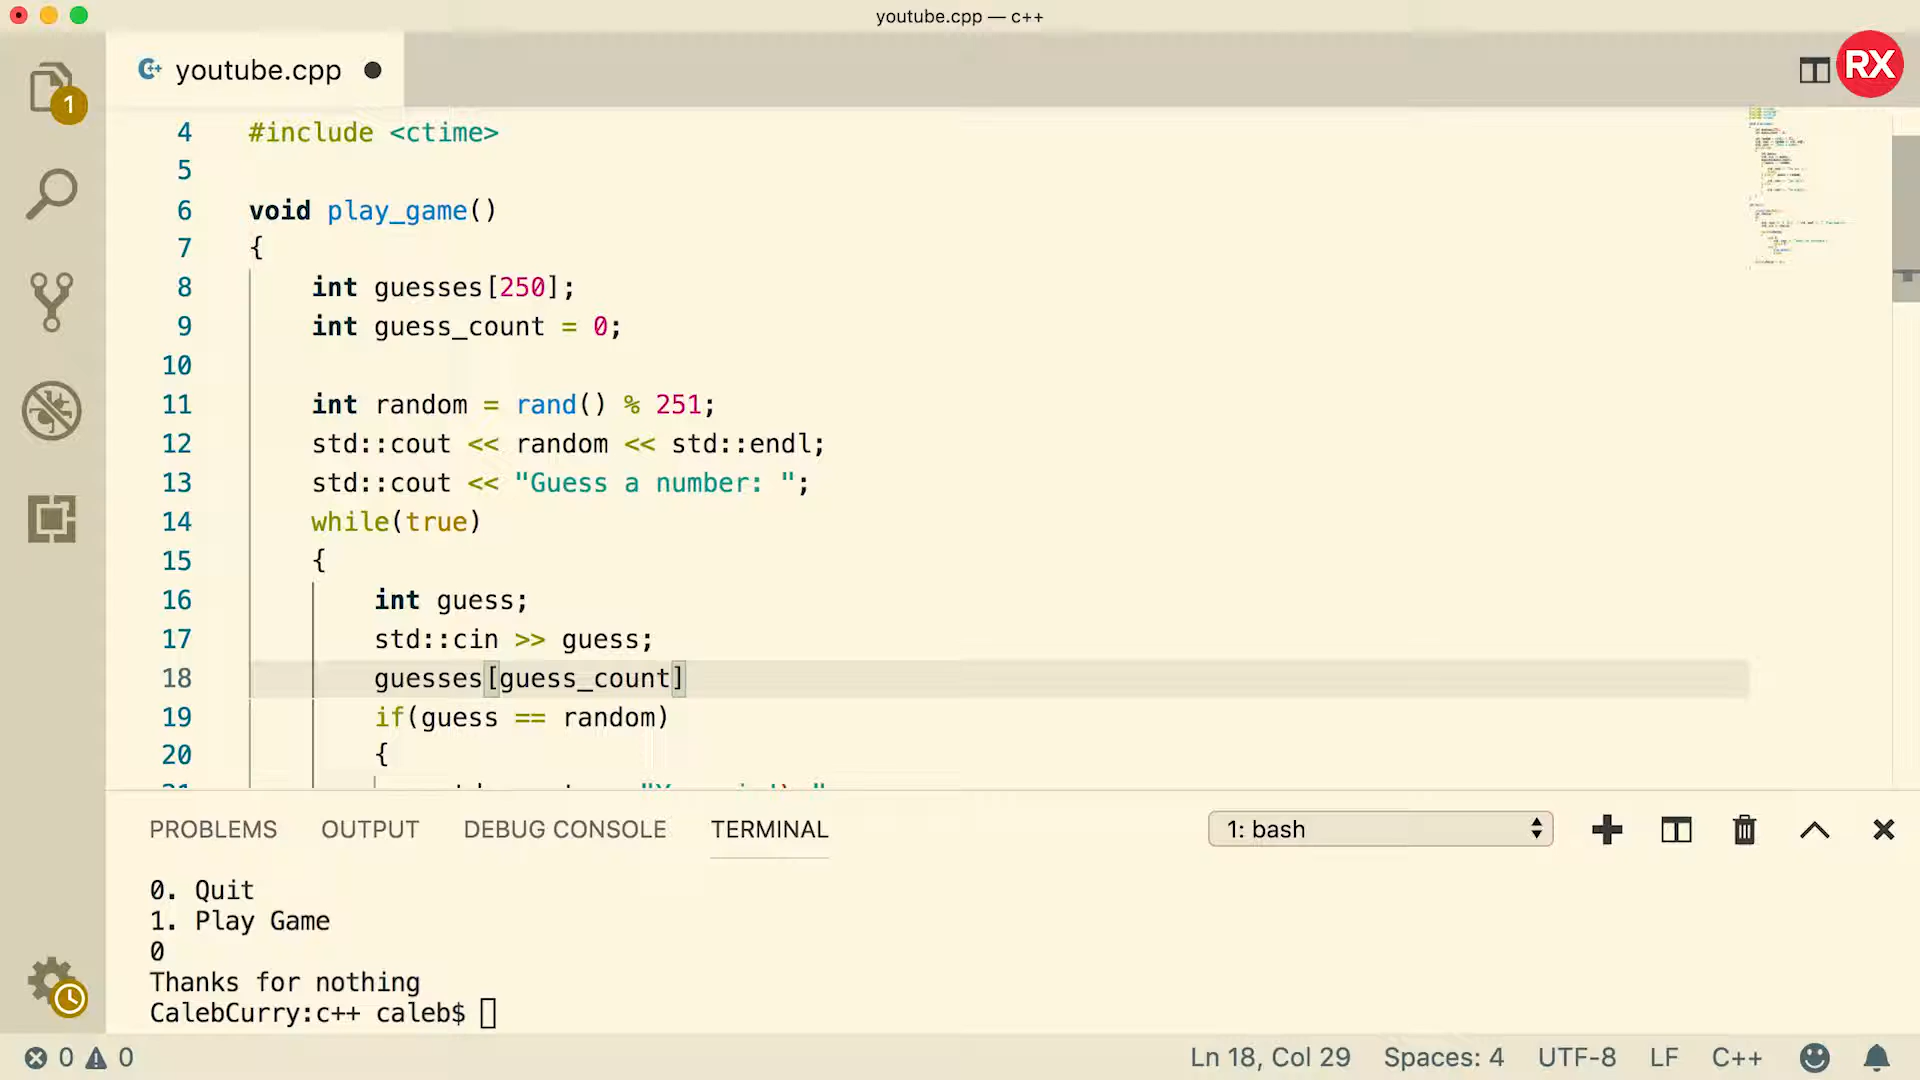 youtube.cpp — c++
youtube.cpp
RX
1
4 #include <ctime>
5
6 void play_game()
7 {
8 int guesses[250];
9 int guess_count = 0;
10
11 int random = rand() % 251;
12 std::cout << random << std::endl;
13 std::cout << "Guess a number: ";
14 while(true)
15 {
16 int guess;
17 std::cin >> guess;
18 guesses[guess_count]
19 if(guess == random)
20 {
PROBLEMS OUTPUT DEBUG CONSOLE TERMINAL 1: bash
0. Quit
1. Play Game
0
Thanks for nothing
CalebCurry:c++ caleb$
0 0 Ln 18, Col 29 Spaces: 4 UTF-8 LF C++